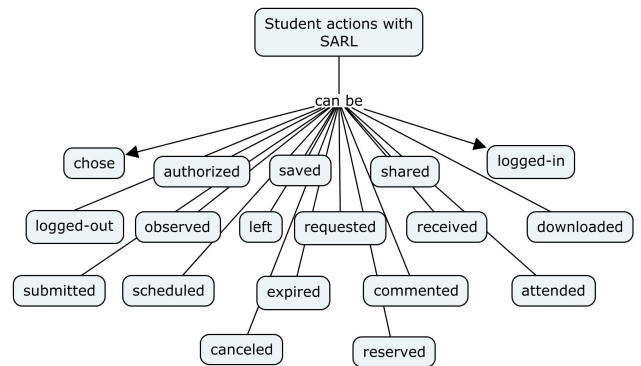 Student actions with
SARL
can be
chose
authorized
saved
shared
logged-in
logged-out
observed
left
requested
received
downloaded
submitted
scheduled
expired
commented
attended
canceled
reserved